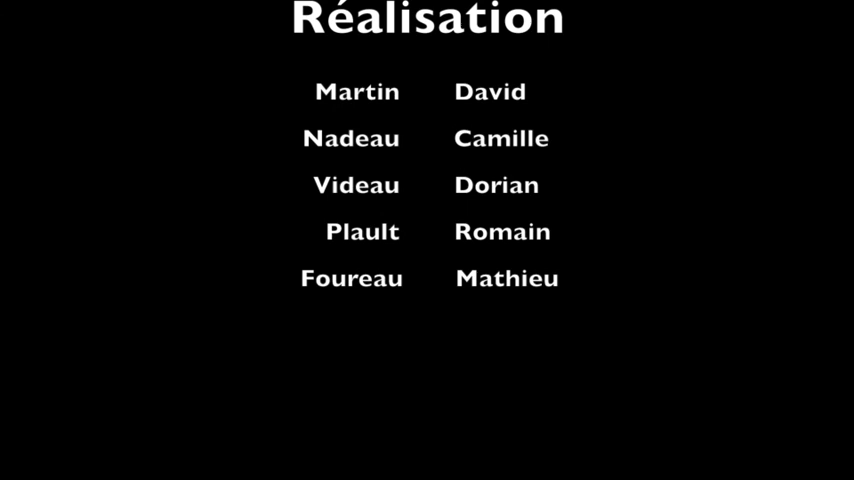 Réalisation
Martin David
Nadeau Camille
Videau Dorian
Plault Romain
Foureau Mathieu